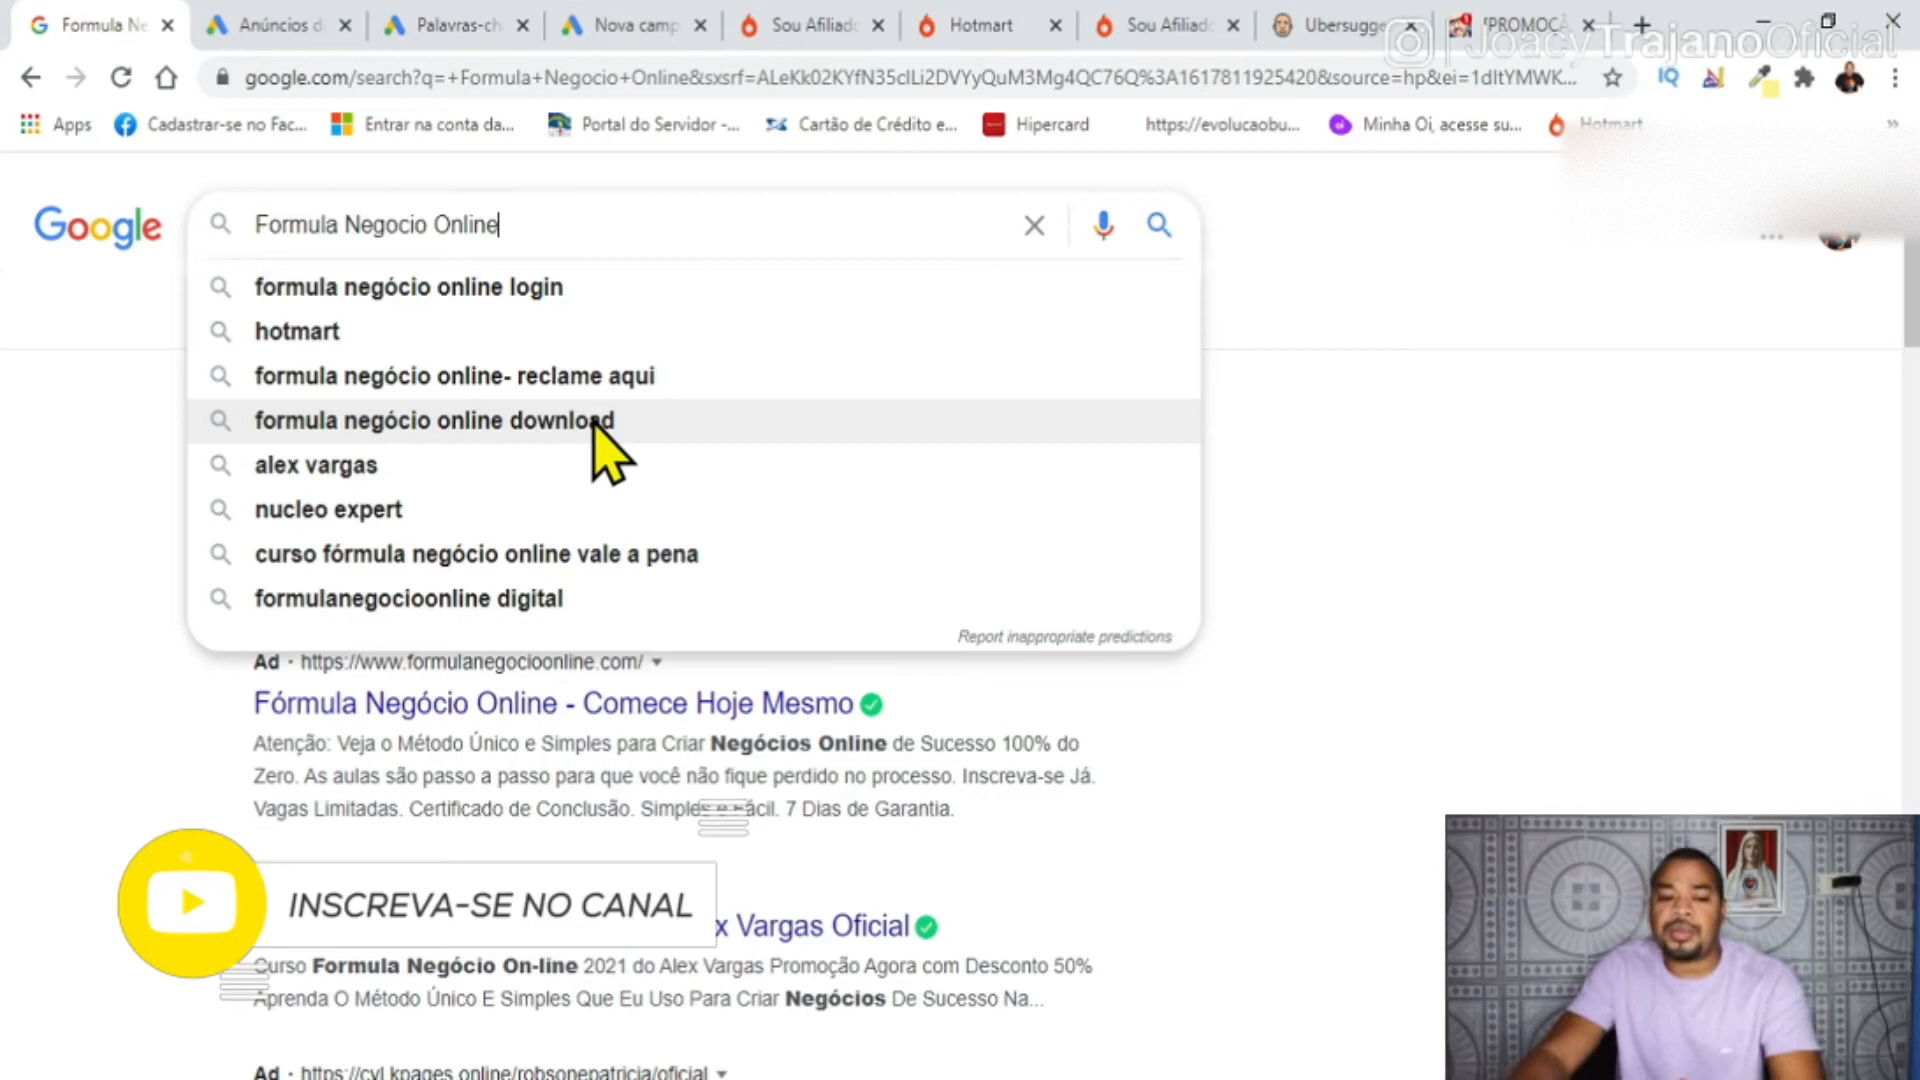 Formula Ne
Anúncios d
Palavras-ch
Nova camp
Sou Afiliado
Hotmart
Sou Afiliad
Ubersugge
[PROMOÇÃ
| JoacyTrajanoOficial
google.com/search?q=+Formula+Negocio+Online&sxsrf=ALeKk02KYfN35cILi2DVYyQuM3Mg4QC76Q%3A1617811925420&source=hp&ei=1dItYMWK...
Apps
Cadastrar-se no Fac...
Entrar na conta da...
Portal do Servidor -...
Cartão de Crédito e...
Hipercard
https://evolucaobu...
Minha Oi, acesse su...
Hotmart
Google
Formula Negocio Online
formula negócio online login
hotmart
formula negócio online- reclame aqui
formula negócio online download
alex vargas
nucleo expert
curso fórmula negócio online vale a pena
formulanegocioonline digital
Report inappropriate predictions
Ad · https://www.formulanegocioonline.com/
Fórmula Negócio Online - Comece Hoje Mesmo
Atenção: Veja o Método Único e Simples para Criar Negócios Online de Sucesso 100% do
Zero. As aulas são passo a passo para que você não fique perdido no processo. Inscreva-se Já.
Vagas Limitadas. Certificado de Conclusão. Simples e Fácil. 7 Dias de Garantia.
INSCREVA-SE NO CANAL
x Vargas Oficial
Curso Formula Negócio On-line 2021 do Alex Vargas Promoção Agora com Desconto 50%
Aprenda O Método Único E Simples Que Eu Uso Para Criar Negócios De Sucesso Na...
Ad · https://cvl.kpages.online/robsonepatricia/oficial